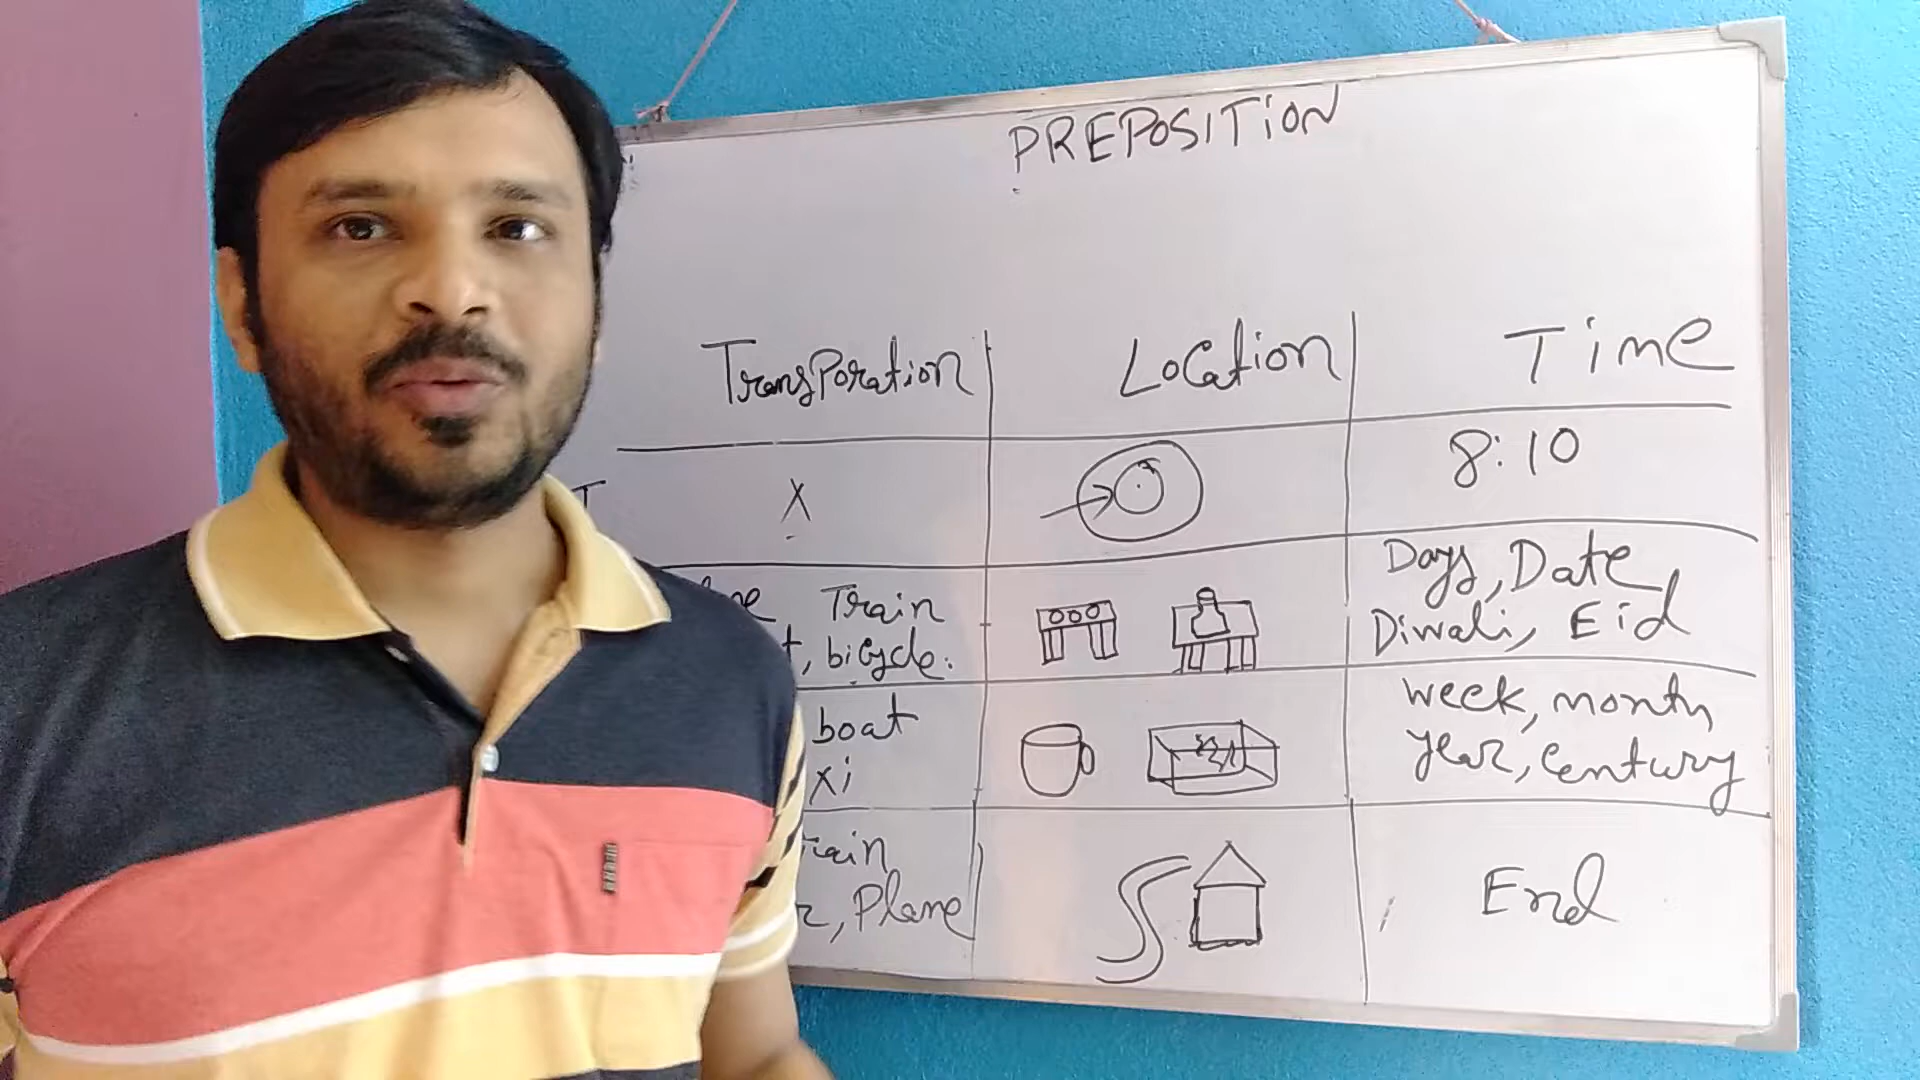 PREPOSITION
TransPoration Location Time
T X 8:10
Train Days, Date,
bicycle. Diwali, Eid
boat week, month,
xi year, Century
rain
Plane End